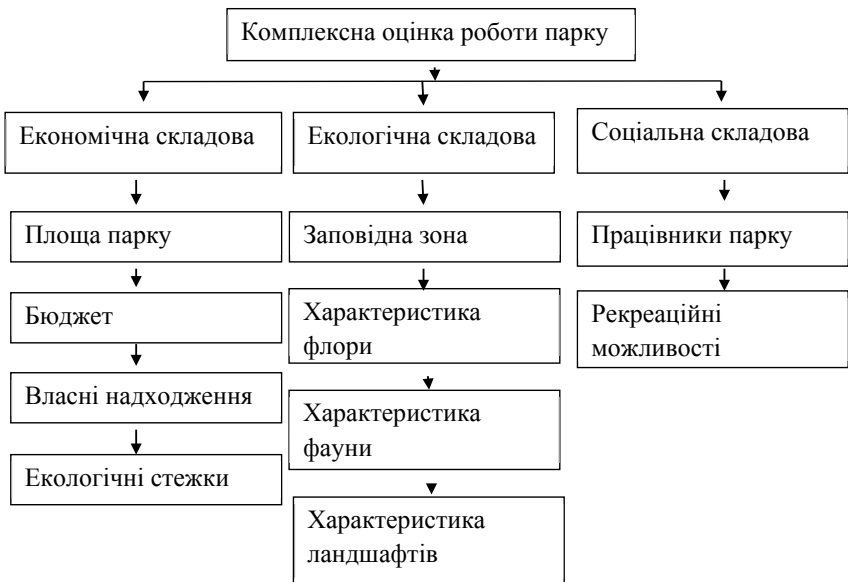 Комплексна оцінка роботи парку
Економічна складова
Екологічна складова
Соціальна складова
Площа парку
Заповідна зона
Працівники парку
Бюджет
Характеристика
флори
Рекреаційні
можливості
Власні надходження
Характеристика
фауни
Екологічні стежки
Характеристика
ландшафтів